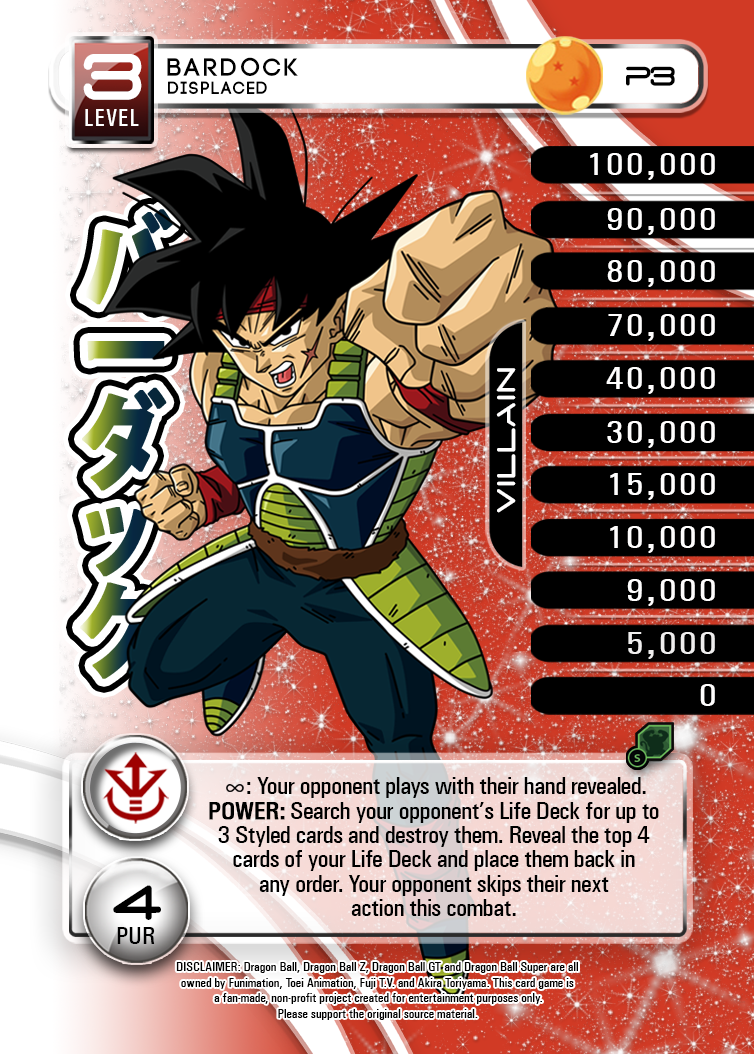 3
LEVEL
BARDOCK
DISPLACED
P3
バーダック
100,000
90,000
80,000
70,000
40,000
30,000
15,000
10,000
9,000
5,000
0
VILLAIN
S
∞: Your opponent plays with their hand revealed.
POWER: Search your opponent's Life Deck for up to
3 Styled cards and destroy them. Reveal the top 4
cards of your Life Deck and place them back in
any order. Your opponent skips their next
action this combat.
4
PUR
DISCLAIMER: Dragon Ball, Dragon Ball Z, Dragon Ball GT and Dragon Ball Super are all
owned by Funimation, Toei Animation, Fuji T.V. and Akira Toriyama. This card game is
a fan-made, non-profit project created for entertainment purposes only.
Please support the original source material.